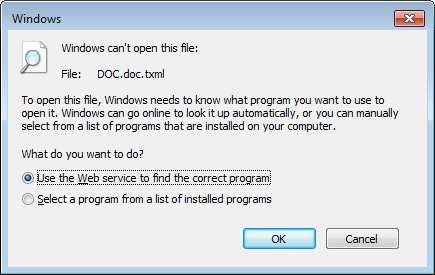 Windows
Windows can't open this file:
File: DOC.doc.txml
To open this file, Windows needs to know what program you want to use to
open it. Windows can go online to look it up automatically, or you can manually
select from a list of programs that are installed on your computer.
What do you want to do?
Use the Web service to find the correct program
Select a program from a list of installed programs
OK Cancel